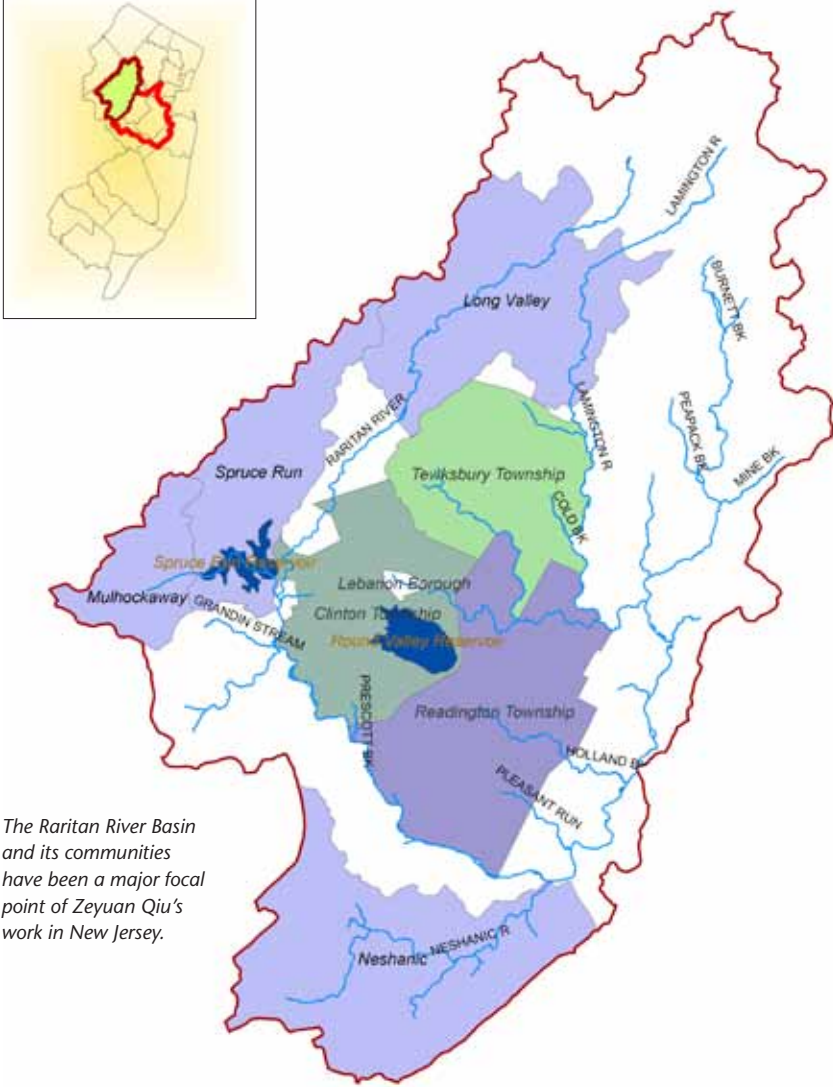 LAMINGTON R
BURNETT BK
Long Valley
LAMINGTON R
PEAPACK BK
RARITAN RIVER
MINE BK
Spruce Run
Tewksbury Township
COLD BK
Spruce Run Reservoir
Lebanon Borough
Mulhockaway
GRANDIN STREAM
Clinton Township
Round Valley Reservoir
PRESCOTT BK
Readington Township
HOLLAND BK
PLEASANT RUN
The Raritan River Basin
and its communities
have been a major focal
point of Zeyuan Qiu's
work in New Jersey.
NESHANIC R
Neshanic